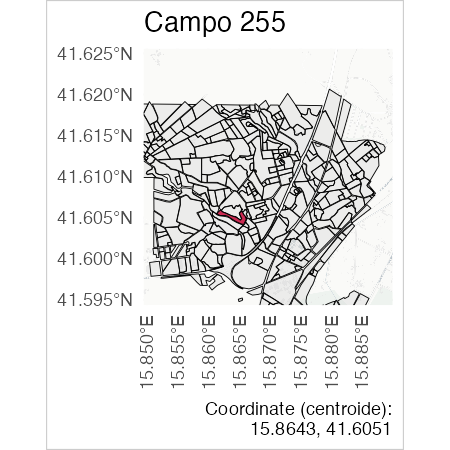 Campo 255
41.625°N
41.620°N
41.615°N
41.610°N
41.605°N
41.600°N
41.595°N
15.850°E
15.855°E
15.860°E
15.865°E
15.870°E
15.875°E
15.880°E
15.885°E
Coordinate (centroide):
15.8643, 41.6051